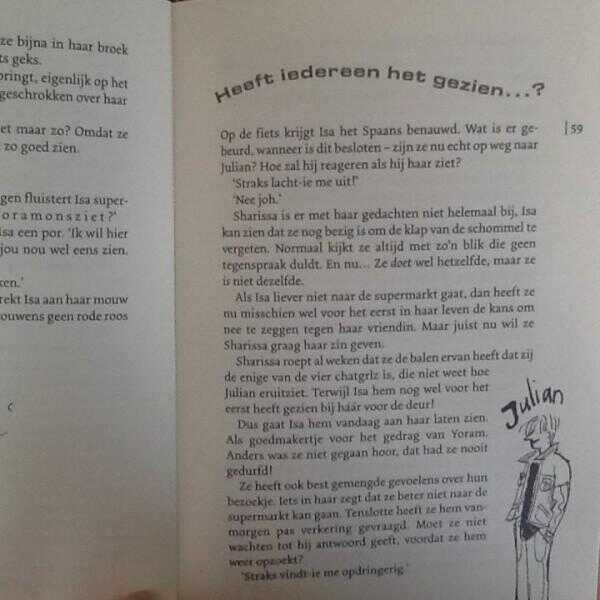 ze bijna in haar broek
ts geks.
pringt, eigenlijk op het
geschrokken over haar
et maar zo? Omdat ze
zo goed zien.
gen fluistert Isa super-
oramonsziet?'
sa een por. 'Ik wil hier
jou nou wel eens zien.
ken.'
rekt Isa aan haar mouw
ouwens geen rode roos
Heeft iedereen het gezien...?
Op de fiets krijgt Isa het Spaans benauwd. Wat is er ge-
beurd, wanneer is dit besloten – zijn ze nu echt op weg naar
Julian? Hoe zal hij reageren als hij haar ziet?
'Straks lacht-ie me uit!'
'Nee joh.'
Sharissa is er met haar gedachten niet helemaal bij, Isa
kan zien dat ze nog bezig is om de klap van de schommel te
vergeten. Normaal kijkt ze altijd met zo'n blik die geen
tegenspraak duldt. En nu... Ze doet wel hetzelfde, maar ze
is niet dezelfde.
Als Isa liever niet naar de supermarkt gaat, dan heeft ze
nu misschien wel voor het eerst in haar leven de kans om
nee te zeggen tegen haar vriendin. Maar juist nu wil ze
Sharissa graag haar zin geven.
Sharissa roept al weken dat ze de balen ervan heeft dat zij
de enige van de vier chatgrlz is, die niet weet hoe
Julian eruitziet. Terwijl Isa hem nog wel voor het
eerst heeft gezien bij háár voor de deur!
Dus gaat Isa hem vandaag aan haar laten zien.
Als goedmakertje voor het gedrag van Yoram.
Anders was ze niet gegaan hoor, dat had ze nooit
gedurfd!
Ze heeft ook best gemengde gevoelens over hun
bezoekje. Iets in haar zegt dat ze beter niet naar de
supermarkt kan gaan. Tenslotte heeft ze hem van-
morgen pas verkering gevraagd. Moet ze niet
wachten tot hij antwoord geeft, voordat ze hem
weer opzoekt?
'Straks vindt-ie me opdringerig.'
| 59
Julian